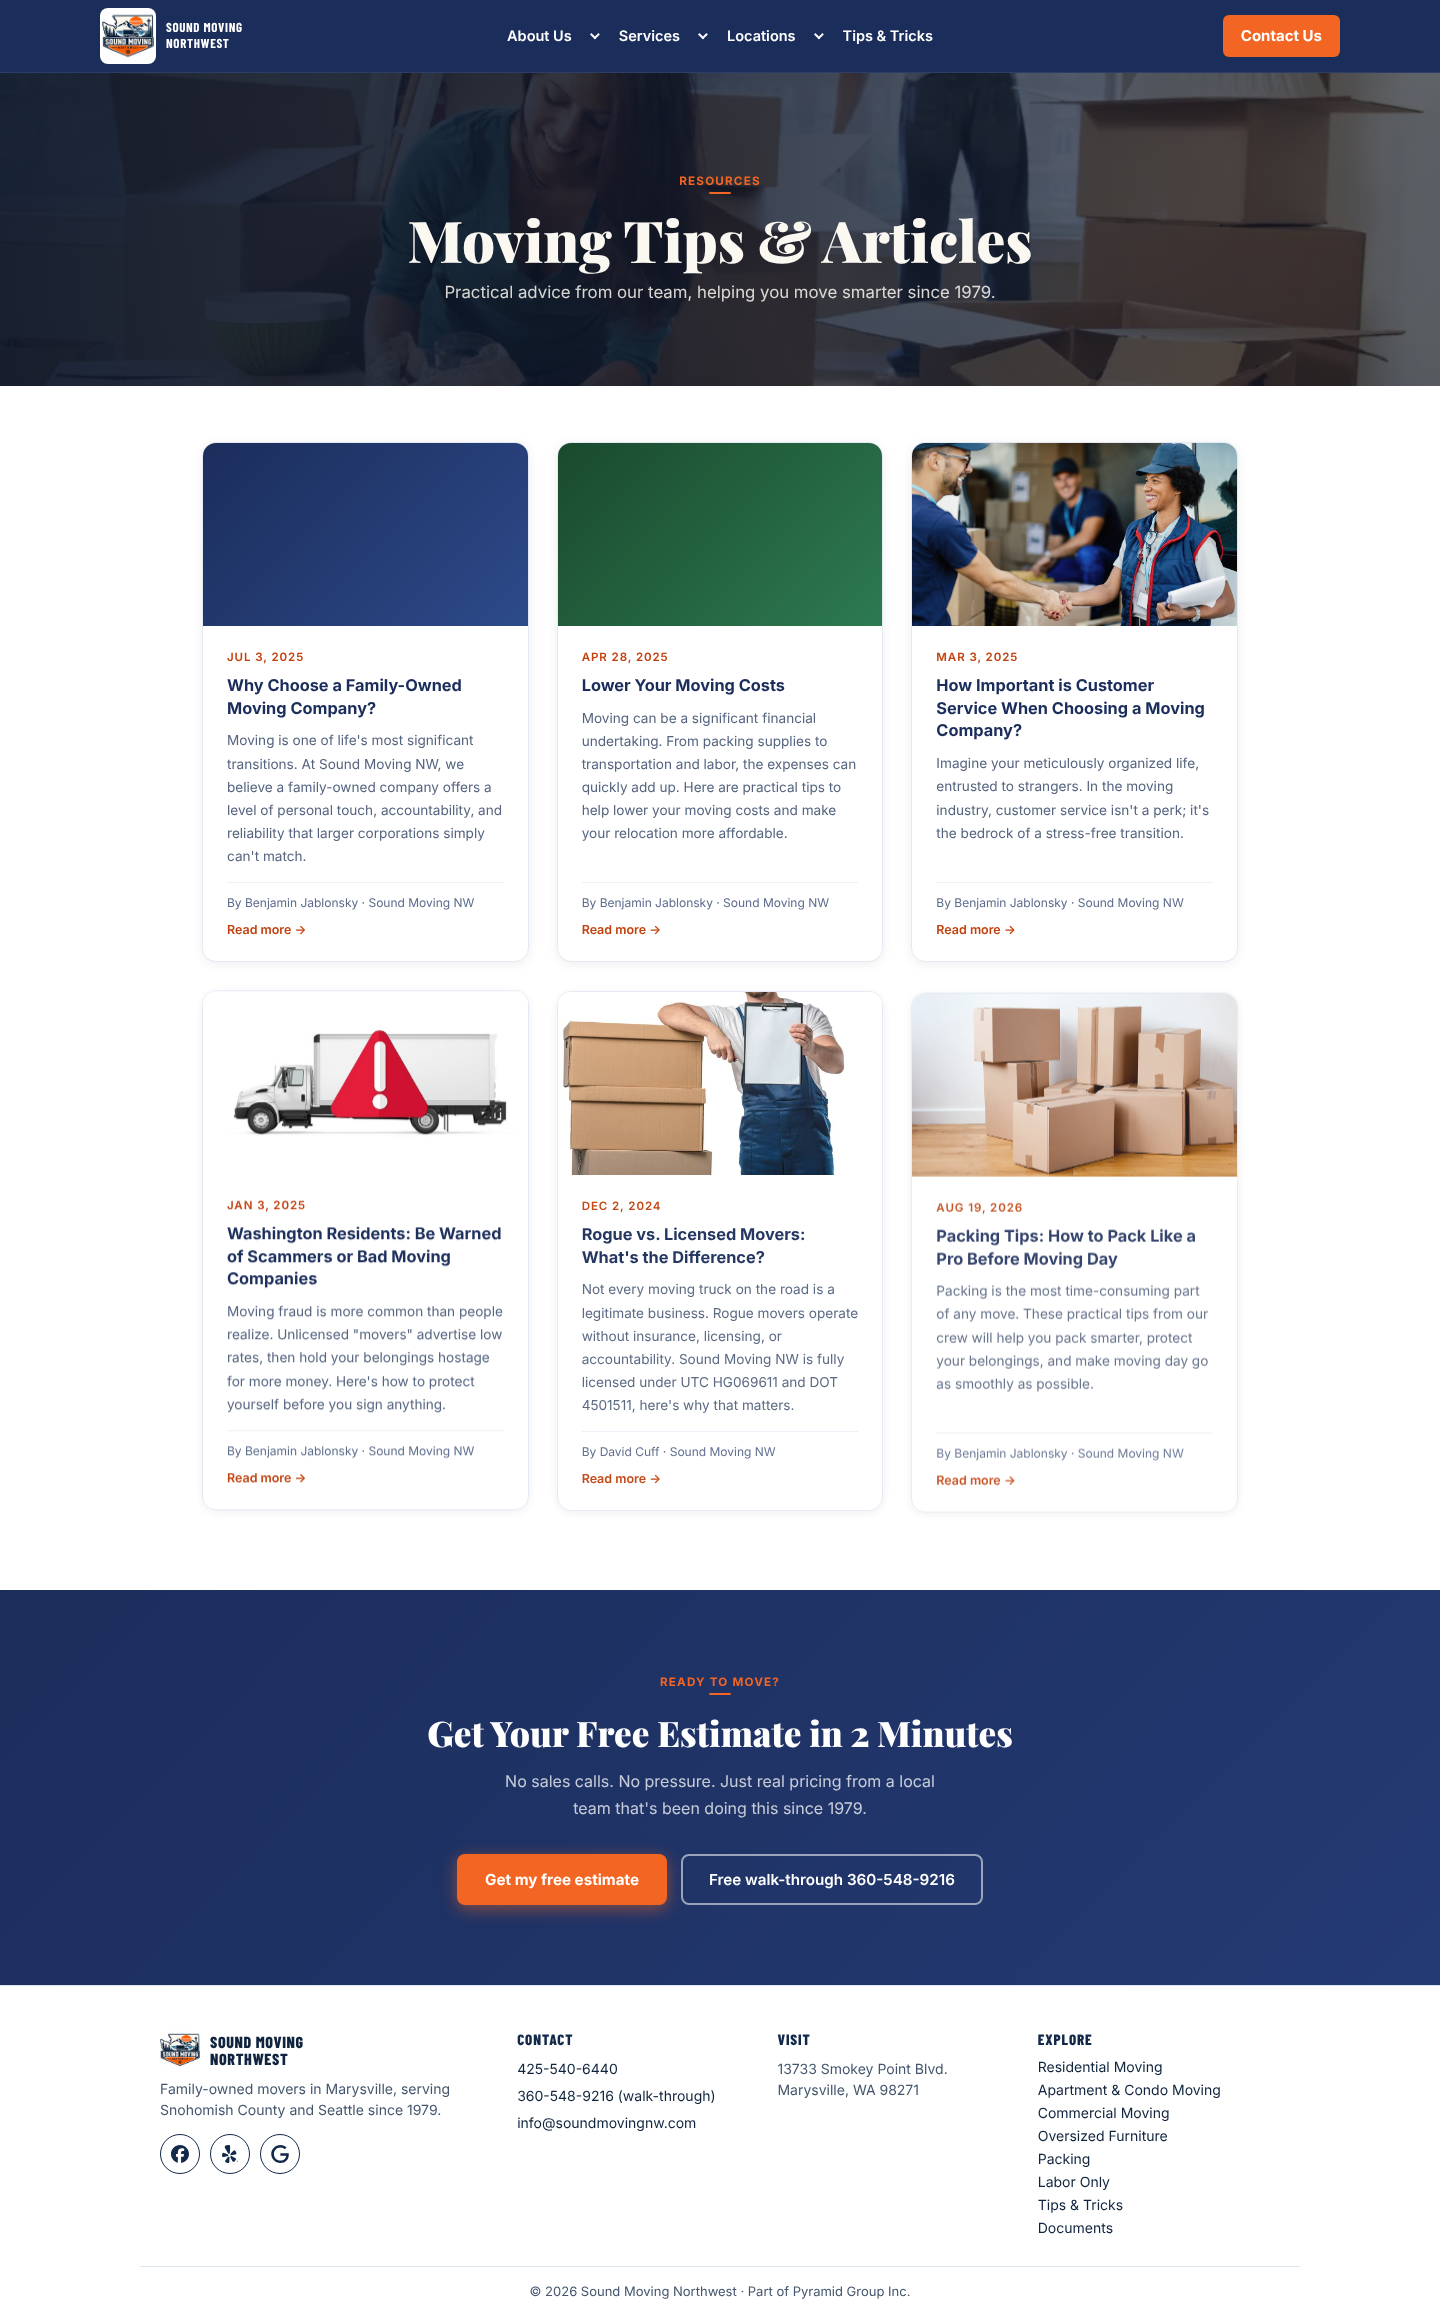 SOUND MOVING
NORTHWEST
About Us
Services
Locations
Tips & Tricks
Contact Us
RESOURCES
Moving Tips & Articles
Practical advice from our team, helping you move smarter since 1979.
JUL 3, 2025
Why Choose a Family-Owned
Moving Company?
Moving is one of life's most significant
transitions. At Sound Moving NW, we
believe a family-owned company offers a
level of personal touch, accountability, and
reliability that larger corporations simply
can't match.
By Benjamin Jablonsky · Sound Moving NW
Read more →
APR 28, 2025
Lower Your Moving Costs
Moving can be a significant financial
undertaking. From packing supplies to
transportation and labor, the expenses can
quickly add up. Here are practical tips to
help lower your moving costs and make
your relocation more affordable.
By Benjamin Jablonsky · Sound Moving NW
Read more →
MAR 3, 2025
How Important is Customer
Service When Choosing a Moving
Company?
Imagine your meticulously organized life,
entrusted to strangers. In the moving
industry, customer service isn't a perk; it's
the bedrock of a stress-free transition.
By Benjamin Jablonsky · Sound Moving NW
Read more →
JAN 3, 2025
Washington Residents: Be Warned
of Scammers or Bad Moving
Companies
Moving fraud is more common than people
realize. Unlicensed "movers" advertise low
rates, then hold your belongings hostage
for more money. Here's how to protect
yourself before you sign anything.
By Benjamin Jablonsky · Sound Moving NW
Read more →
DEC 2, 2024
Rogue vs. Licensed Movers:
What's the Difference?
Not every moving truck on the road is a
legitimate business. Rogue movers operate
without insurance, licensing, or
accountability. Sound Moving NW is fully
licensed under UTC HG069611 and DOT
4501511, here's why that matters.
By David Cuff · Sound Moving NW
Read more →
AUG 19, 2026
Packing Tips: How to Pack Like a
Pro Before Moving Day
Packing is the most time-consuming part
of any move. These practical tips from our
crew will help you pack smarter, protect
your belongings, and make moving day go
as smoothly as possible.
By Benjamin Jablonsky · Sound Moving NW
Read more →
READY TO MOVE?
Get Your Free Estimate in 2 Minutes
No sales calls. No pressure. Just real pricing from a local
team that's been doing this since 1979.
Get my free estimate
Free walk-through 360-548-9216
SOUND MOVING
NORTHWEST
Family-owned movers in Marysville, serving
Snohomish County and Seattle since 1979.
CONTACT
425-540-6440
360-548-9216 (walk-through)
info@soundmovingnw.com
VISIT
13733 Smokey Point Blvd.
Marysville, WA 98271
EXPLORE
Residential Moving
Apartment & Condo Moving
Commercial Moving
Oversized Furniture
Packing
Labor Only
Tips & Tricks
Documents
© 2026 Sound Moving Northwest · Part of Pyramid Group Inc.